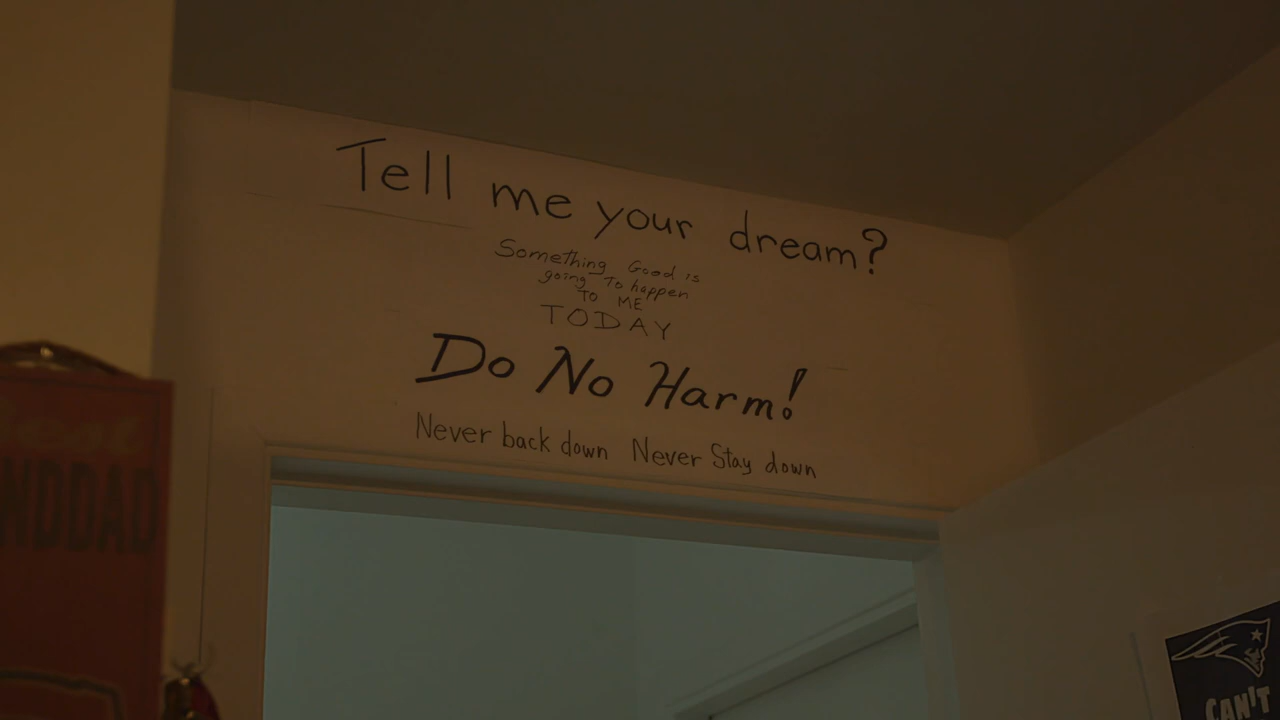 Tell me your dream?
Something Good is
going To happen
TO ME
TODAY
Do No Harm!
Never back down Never Stay down
NDDAD
CAN'T